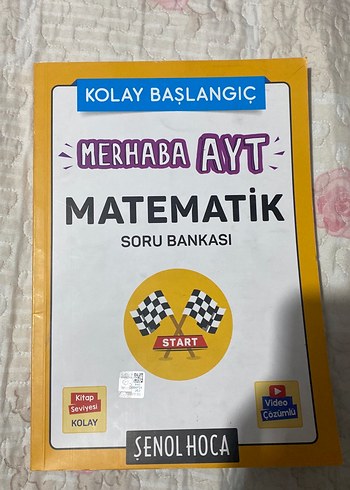 KOLAY BAŞLANGIÇ
MERHABA AYT
MATEMATİK
SORU BANKASI
START
Kitap
Seviyesi
KOLAY
Video
Çözümlü
ŞENOL HOCA